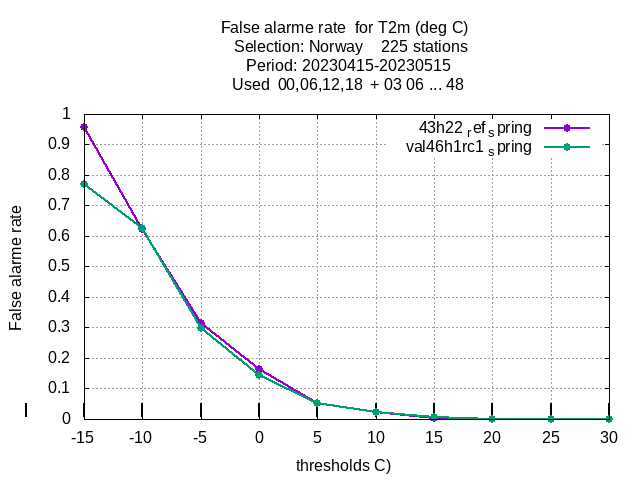 False alarme rate for T2m (deg C)
Selection: Norway 225 stations
Period: 20230415-20230515
Used 00,06,12,18 + 03 06 ... 48
43h22 ref spring
val46h1rc1 spring
1
0.9
0.8
0.7
0.6
0.5
0.4
0.3
0.2
0.1
0
False alarme rate
-15 -10 -5 0 5 10 15 20 25 30
thresholds C)